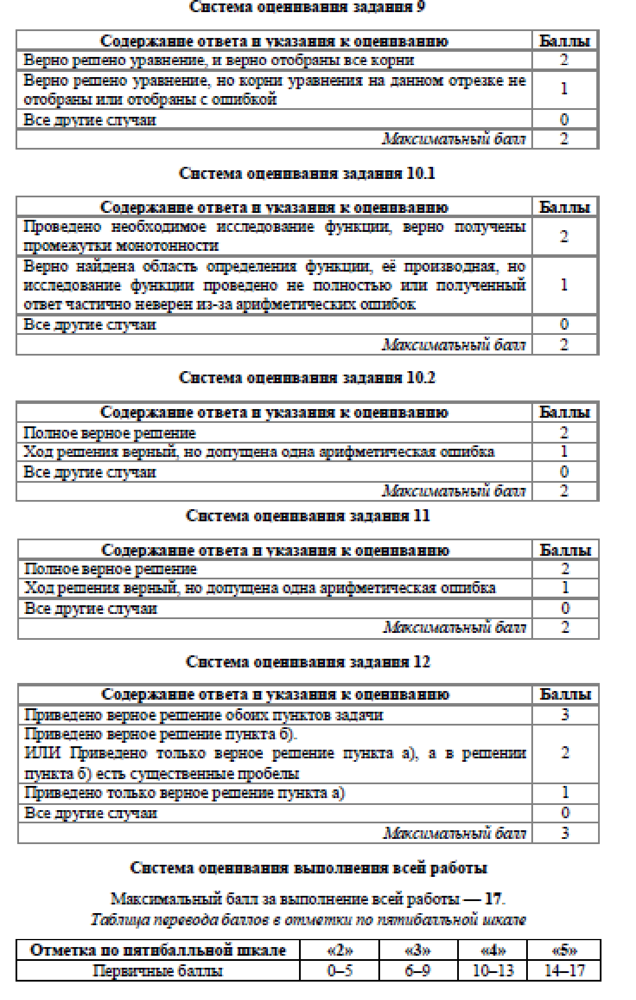 Система оценивания задания 9
Содержание ответа и указания к оцениванию Баллы
Верно решено уравнение, и верно отобраны все корни 2
Верно решено уравнение, но корни уравнения на данном отрезке не
отобраны или отобраны с ошибкой 1
Все другие случаи 0
Максимальный балл 2
Система оценивания задания 10.1
Содержание ответа и указания к оцениванию Баллы
Проведено необходимое исследование функции, верно получены
промежутки монотонности 2
Верно найдена область определения функции, её производная, но
исследование функции проведено не полностью или полученный 1
ответ частично неверен из-за арифметических ошибок
Все другие случаи 0
Максимальный балл 2
Система оценивания задания 10.2
Содержание ответа и указания к оцениванию Баллы
Полное верное решение 2
Ход решения верный, но допущена одна арифметическая ошибка 1
Все другие случаи 0
Максимальный балл 2
Система оценивания задания 11
Содержание ответа и указания к оцениванию Баллы
Полное верное решение 2
Ход решения верный, но допущена одна арифметическая ошибка 1
Все другие случаи 0
Максимальный балл 2
Система оценивания задания 12
Содержание ответа и указания к оцениванию Баллы
Приведено верное решение обоих пунктов задачи 3
Приведено верное решение пункта б).
ИЛИ Приведено только верное решение пункта а), а в решении 2
пункта б) есть существенные пробелы
Приведено только верное решение пункта а) 1
Все другие случаи 0
Максимальный балл 3
Система оценивания выполнения всей работы
Максимальный балл за выполнение всей работы — 17.
Таблица перевода баллов в отметки по пятибалльной шкале
Отметка по пятибалльной шкале «2» «3» «4» «5»
Первичные баллы 0–5 6–9 10–13 14–17